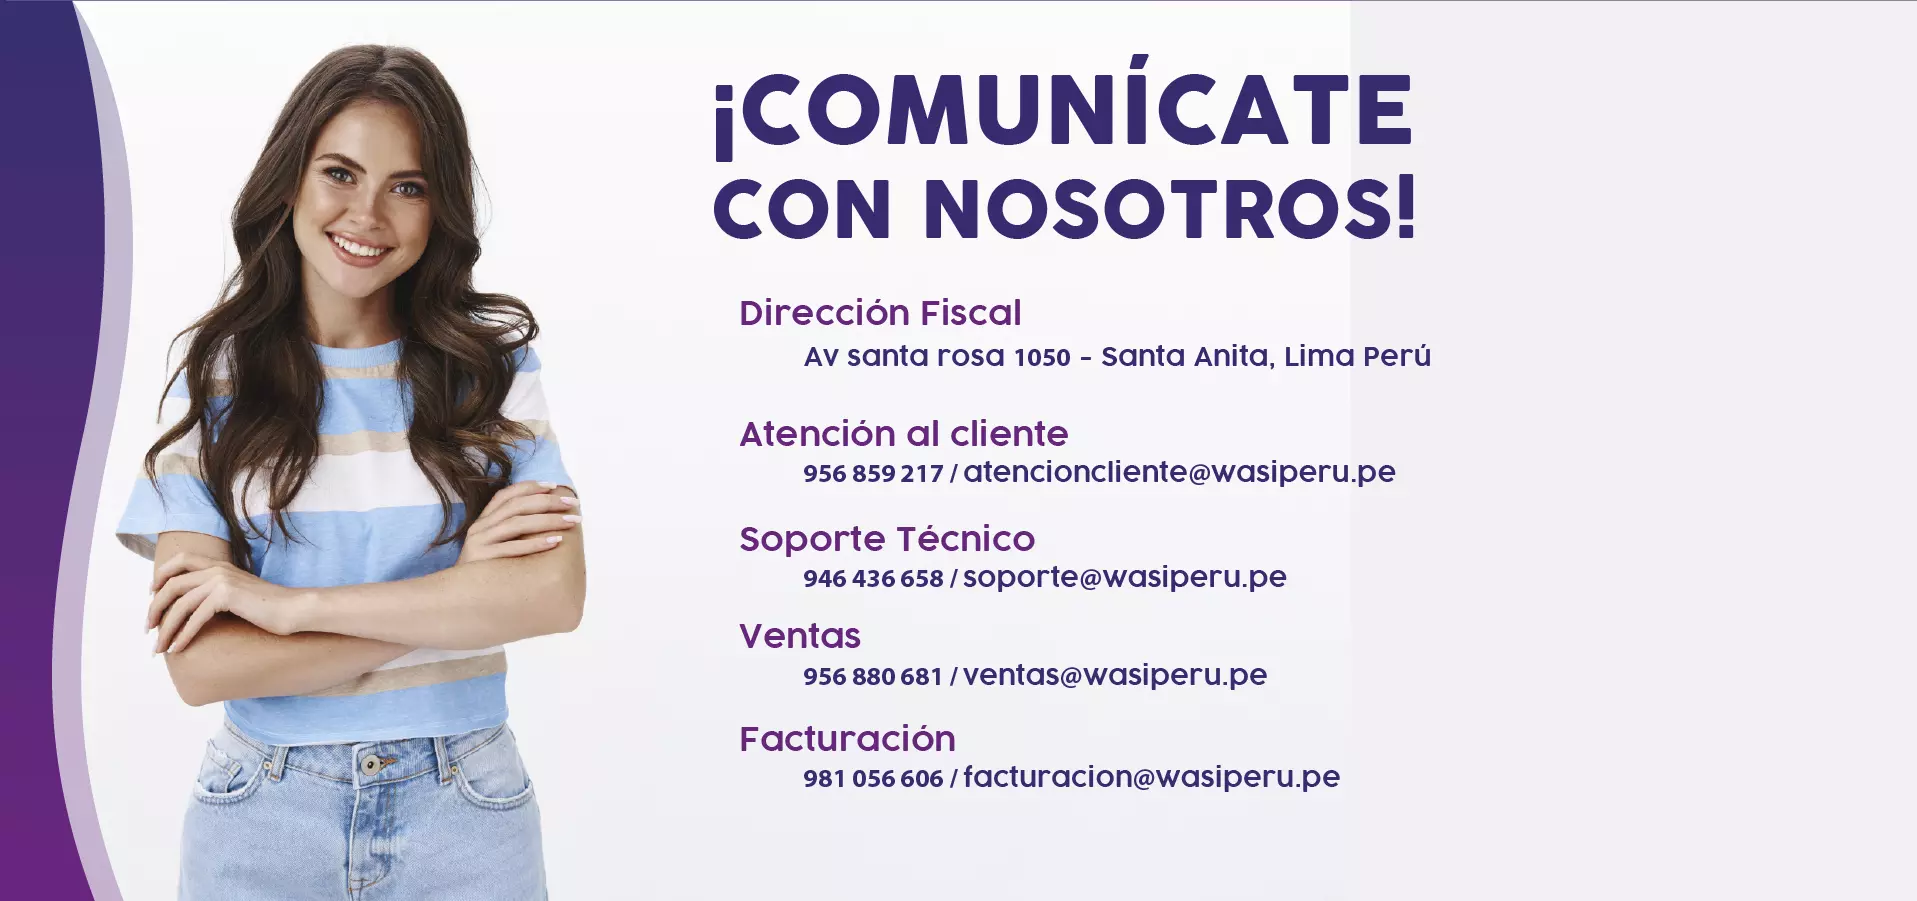 ¡COMUNÍCATE
CON NOSOTROS!
Dirección Fiscal
Av santa rosa 1050 - Santa Anita, Lima Perú
Atención al cliente
956 859 217 / atencioncliente@wasiperu.pe
Soporte Técnico
946 436 658 / soporte@wasiperu.pe
Ventas
956 880 681 / ventas@wasiperu.pe
Facturación
981 056 606 / facturacion@wasiperu.pe